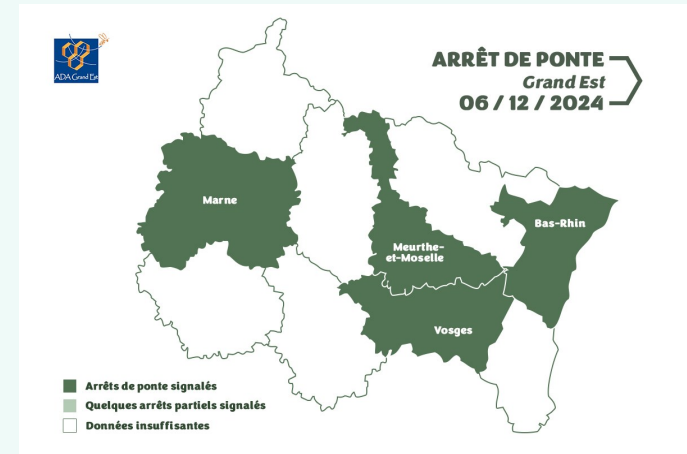 ADA Grand Est
ARRÊT DE PONTE
Grand Est
06 / 12 / 2024
Marne
Meurthe-
et-Moselle
Bas-Rhin
Vosges
Arrêts de ponte signalés
Quelques arrêts partiels signalés
Données insuffisantes